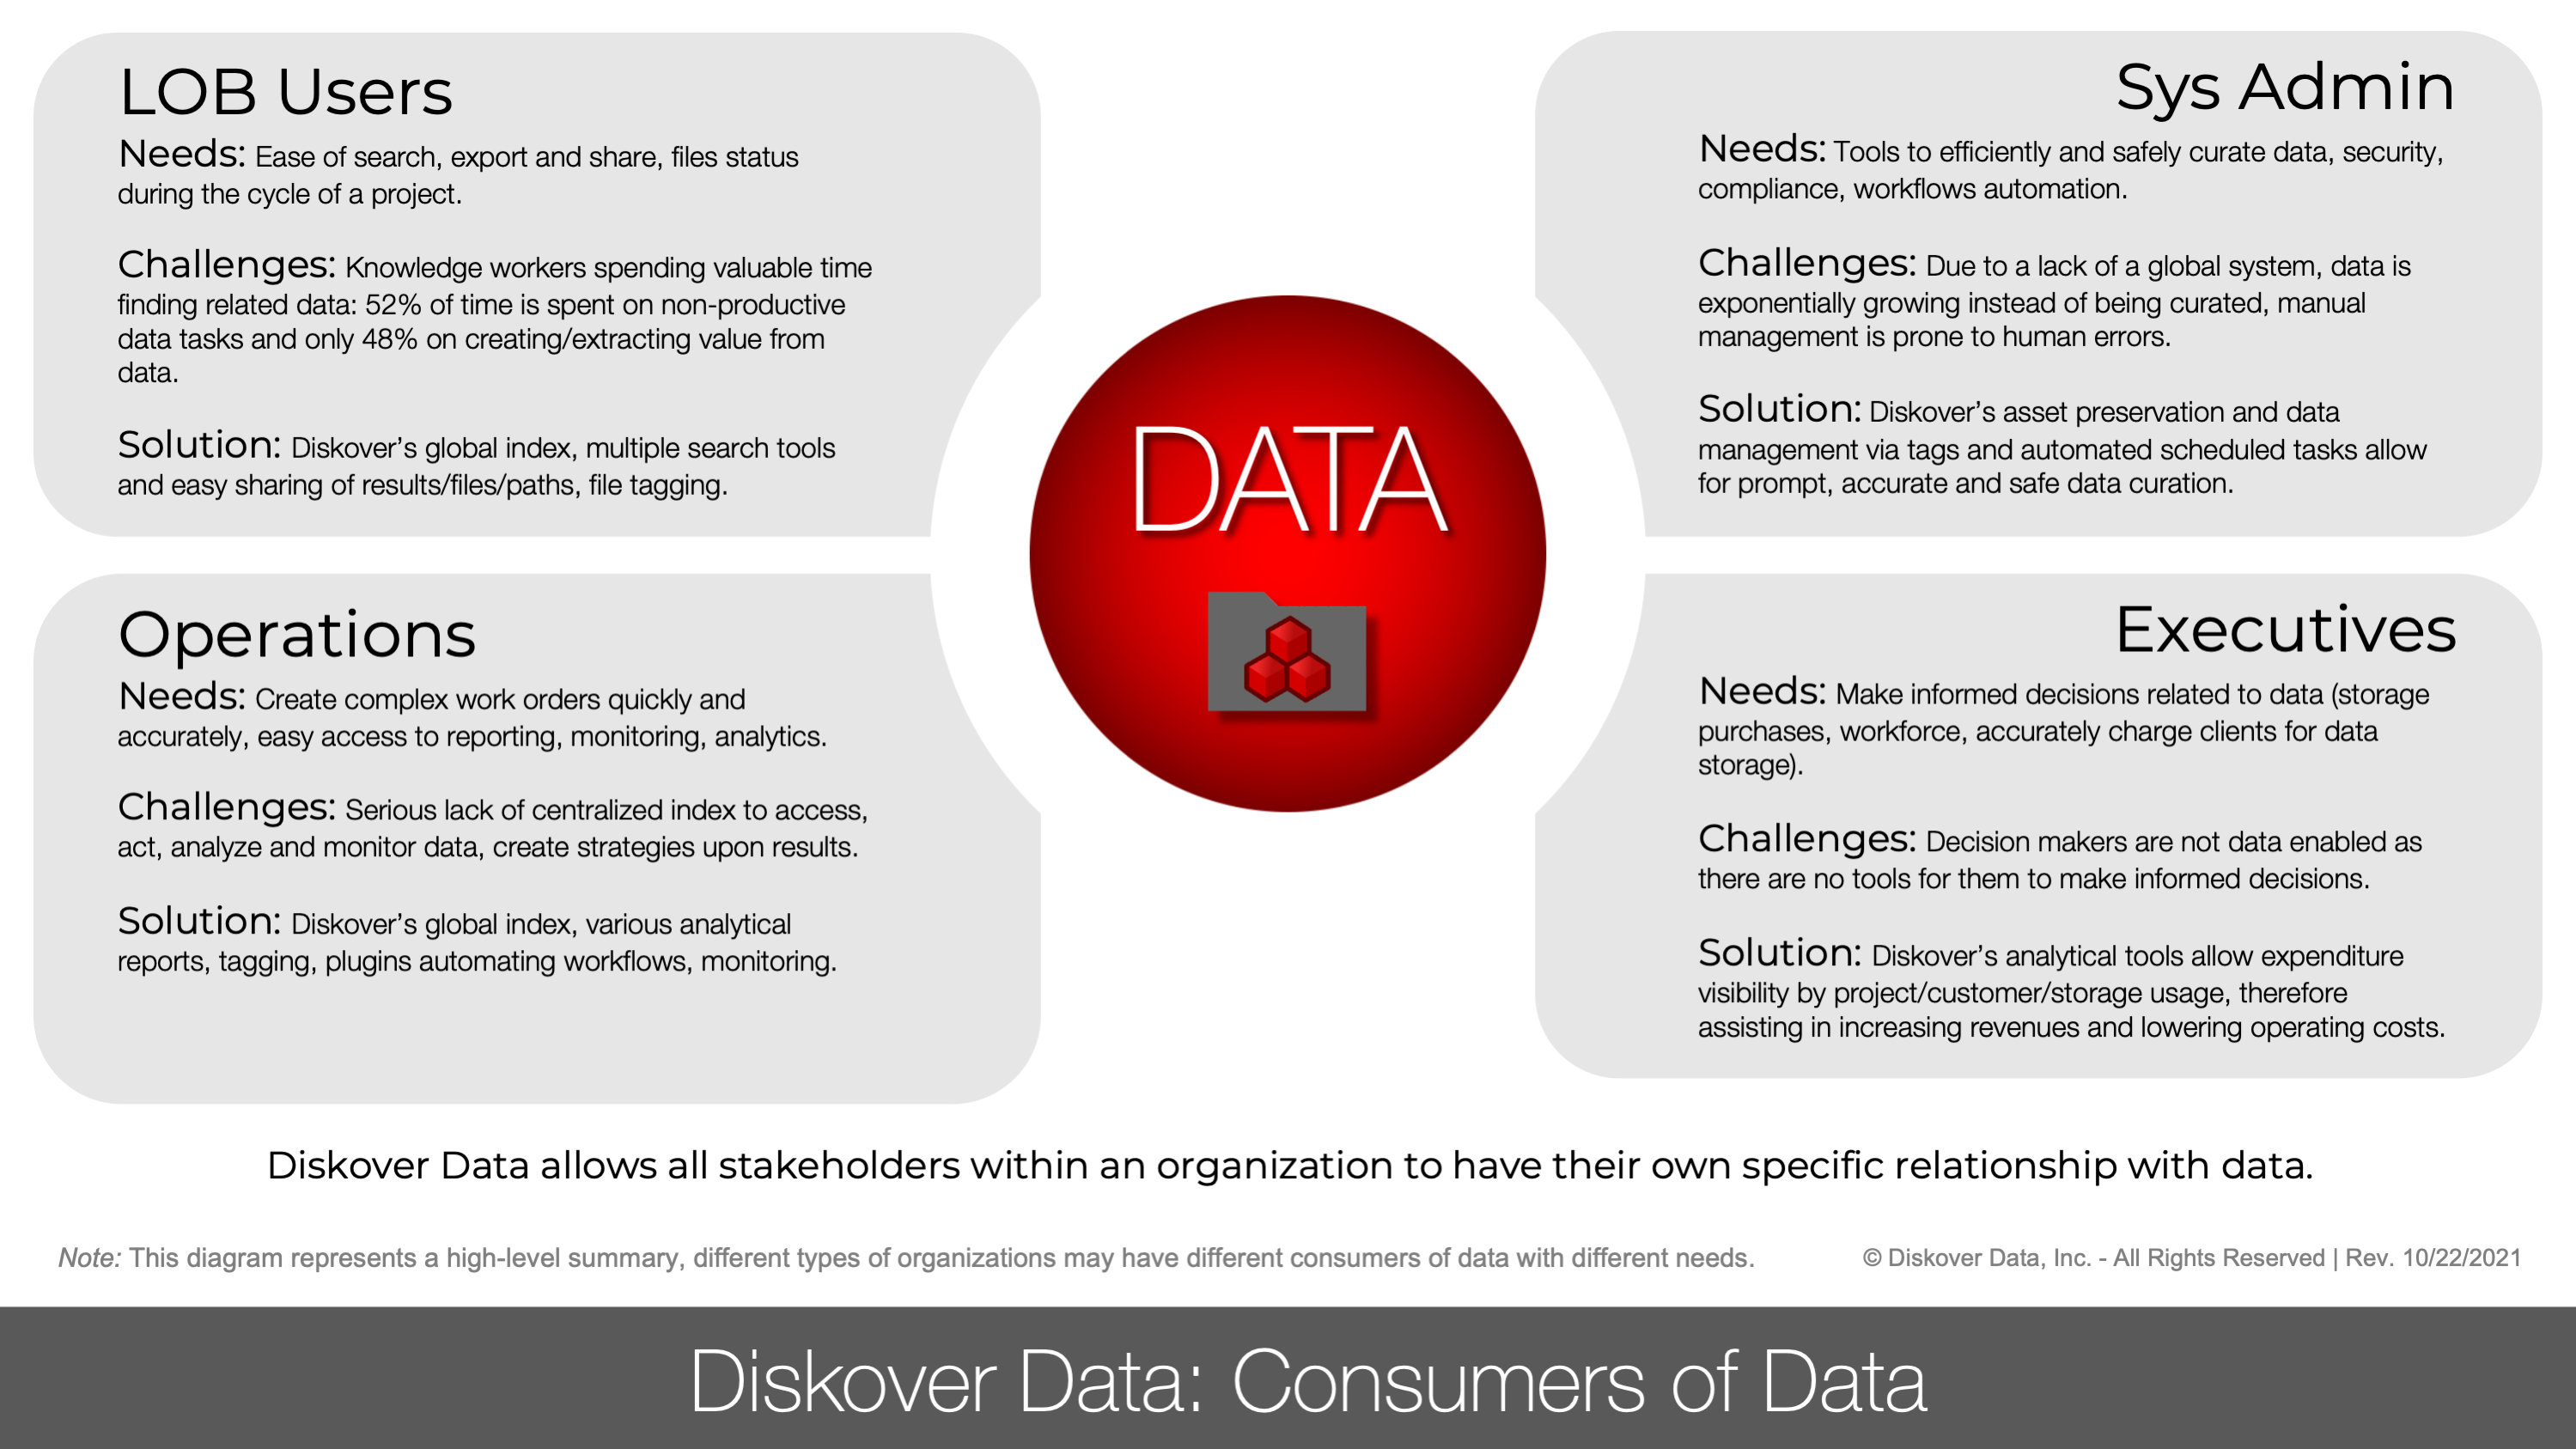 LOB Users
Needs: Ease of search, export and share, files status
during the cycle of a project.
Challenges: Knowledge workers spending valuable time
finding related data: 52% of time is spent on non-productive
data tasks and only 48% on creating/extracting value from
data.
Solution: Diskover’s global index, multiple search tools
and easy sharing of results/files/paths, file tagging.
Sys Admin
Needs: Tools to efficiently and safely curate data, security,
compliance, workflows automation.
Challenges: Due to a lack of a global system, data is
exponentially growing instead of being curated, manual
management is prone to human errors.
Solution: Diskover’s asset preservation and data
management via tags and automated scheduled tasks allow
for prompt, accurate and safe data curation.
DATA
Operations
Needs: Create complex work orders quickly and
accurately, easy access to reporting, monitoring, analytics.
Challenges: Serious lack of centralized index to access,
act, analyze and monitor data, create strategies upon results.
Solution: Diskover’s global index, various analytical
reports, tagging, plugins automating workflows, monitoring.
Executives
Needs: Make informed decisions related to data (storage
purchases, workforce, accurately charge clients for data
storage).
Challenges: Decision makers are not data enabled as
there are no tools for them to make informed decisions.
Solution: Diskover’s analytical tools allow expenditure
visibility by project/customer/storage usage, therefore
assisting in increasing revenues and lowering operating costs.
Diskover Data allows all stakeholders within an organization to have their own specific relationship with data.
Note: This diagram represents a high-level summary, different types of organizations may have different consumers of data with different needs.
© Diskover Data, Inc. - All Rights Reserved | Rev. 10/22/2021
Diskover Data: Consumers of Data